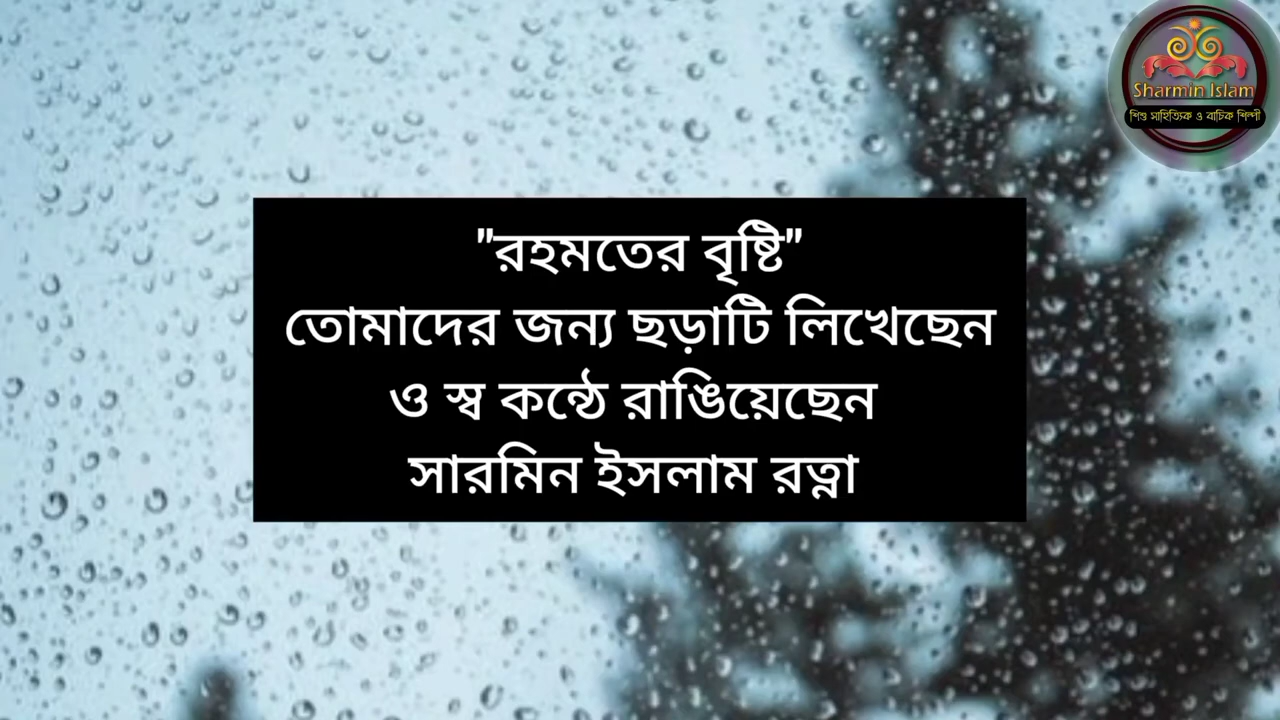 Sharmin Islam
শিশু সাহিত্যিক ও বাচিক শিল্পী
"রহমতের বৃষ্টি"
তোমাদের জন্য ছড়াটি লিখেছেন
ও স্ব কন্ঠে রাঙিয়েছেন
সারমিন ইসলাম রত্না